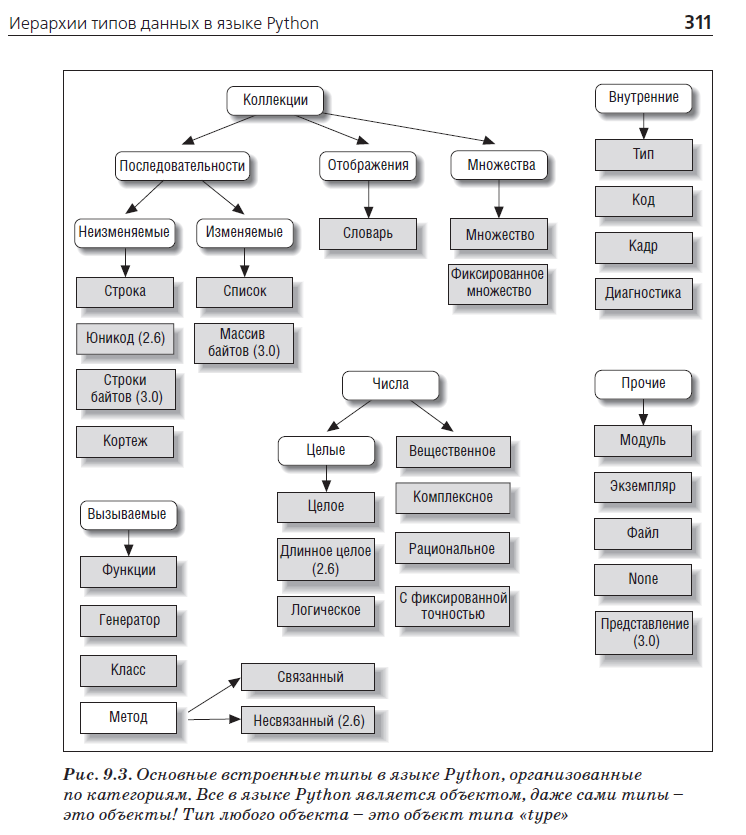 Иерархии типов данных в языке Python
311
Коллекции
Последовательности
Отображения
Множества
Неизменяемые
Изменяемые
Словарь
Множество
Фиксированное
множество
Строка
Юникод (2.6)
Строки
байтов (3.0)
Кортеж
Список
Массив
байтов (3.0)
Внутренние
Тип
Код
Кадр
Диагностика
Числа
Целые
Целое
Длинное целое
(2.6)
Логическое
Вещественное
Комплексное
Рациональное
С фиксированной
точностью
Прочие
Модуль
Экземпляр
Файл
None
Представление
(3.0)
Вызываемые
Функции
Генератор
Класс
Метод
Связанный
Несвязанный (2.6)
Рис. 9.3. Основные встроенные типы в языке Python, организованные
по категориям. Все в языке Python является объектом, даже сами типы –
это объекты! Тип любого объекта – это объект типа «type»